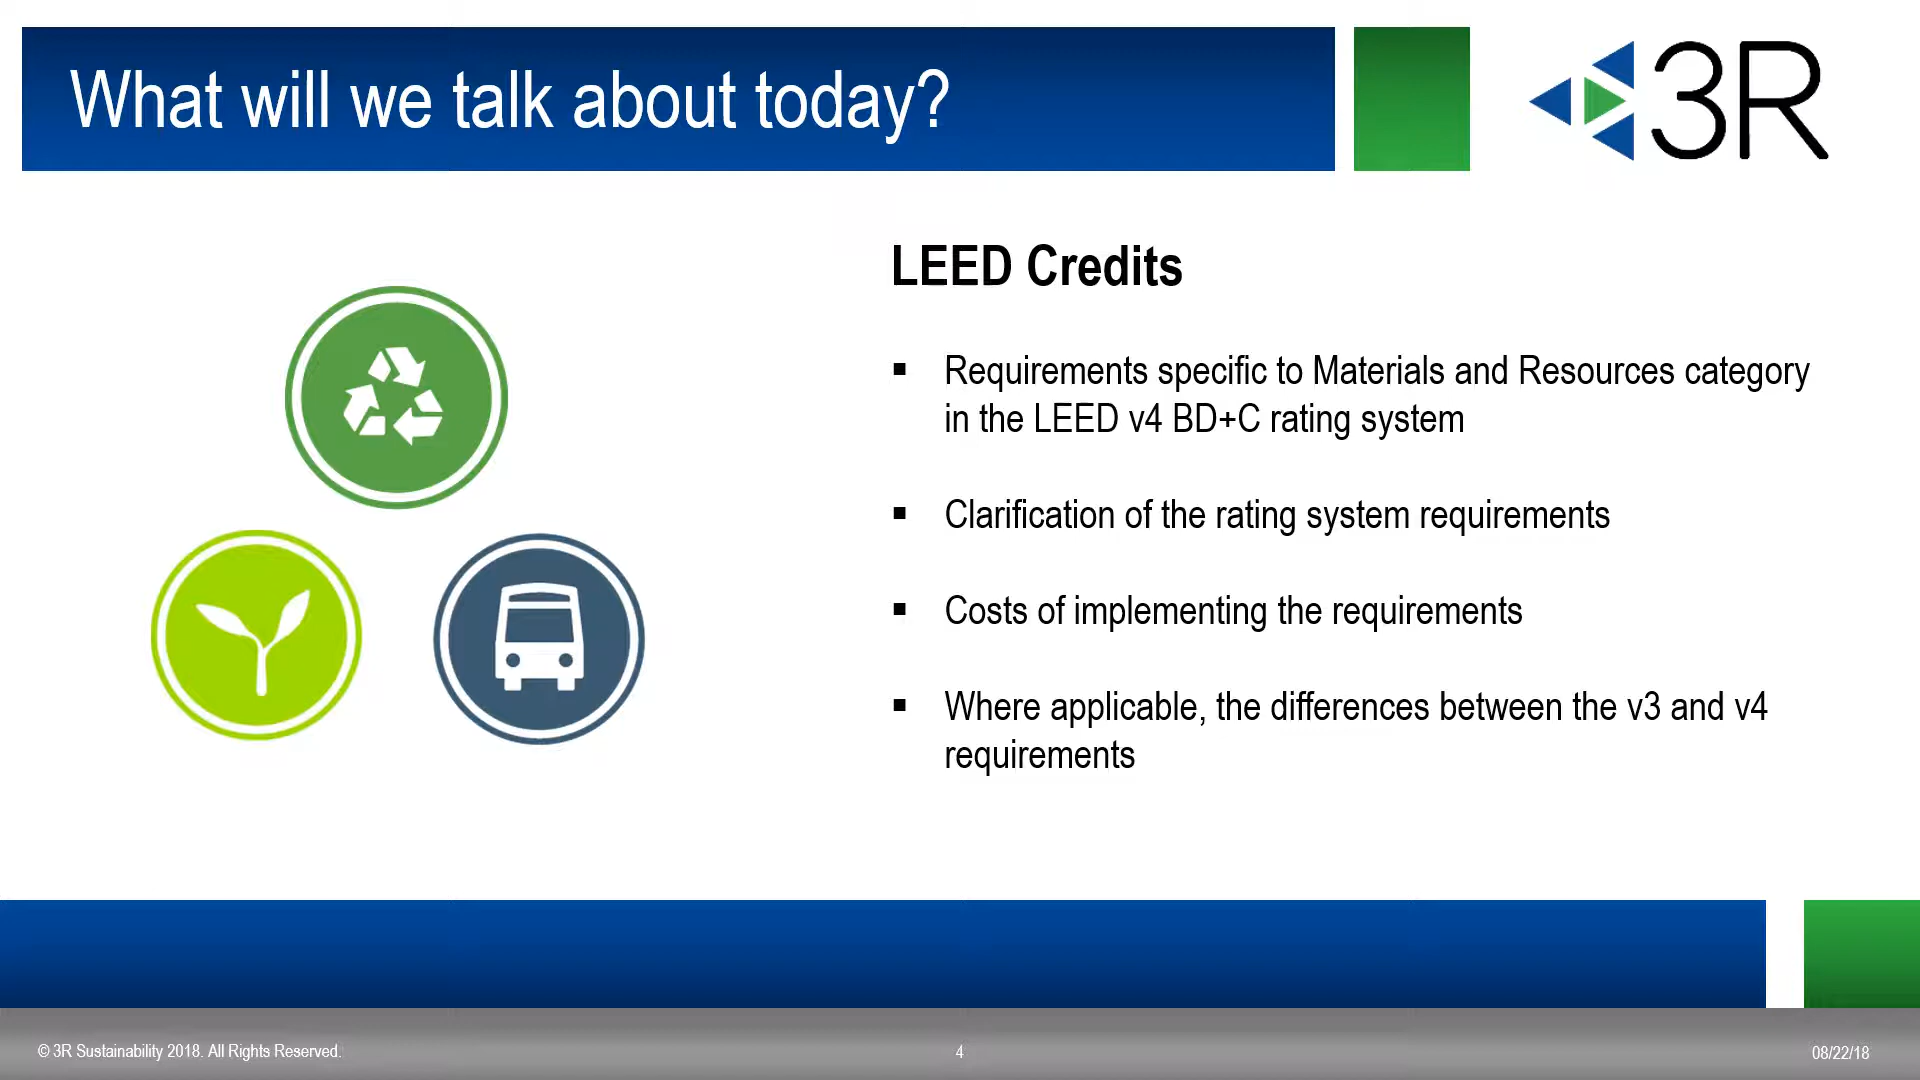 What will we talk about today?
3R
LEED Credits
▪ Requirements specific to Materials and Resources category
in the LEED v4 BD+C rating system
▪ Clarification of the rating system requirements
▪ Costs of implementing the requirements
▪ Where applicable, the differences between the v3 and v4
requirements
© 3R Sustainability 2018. All Rights Reserved.
4
08/22/18